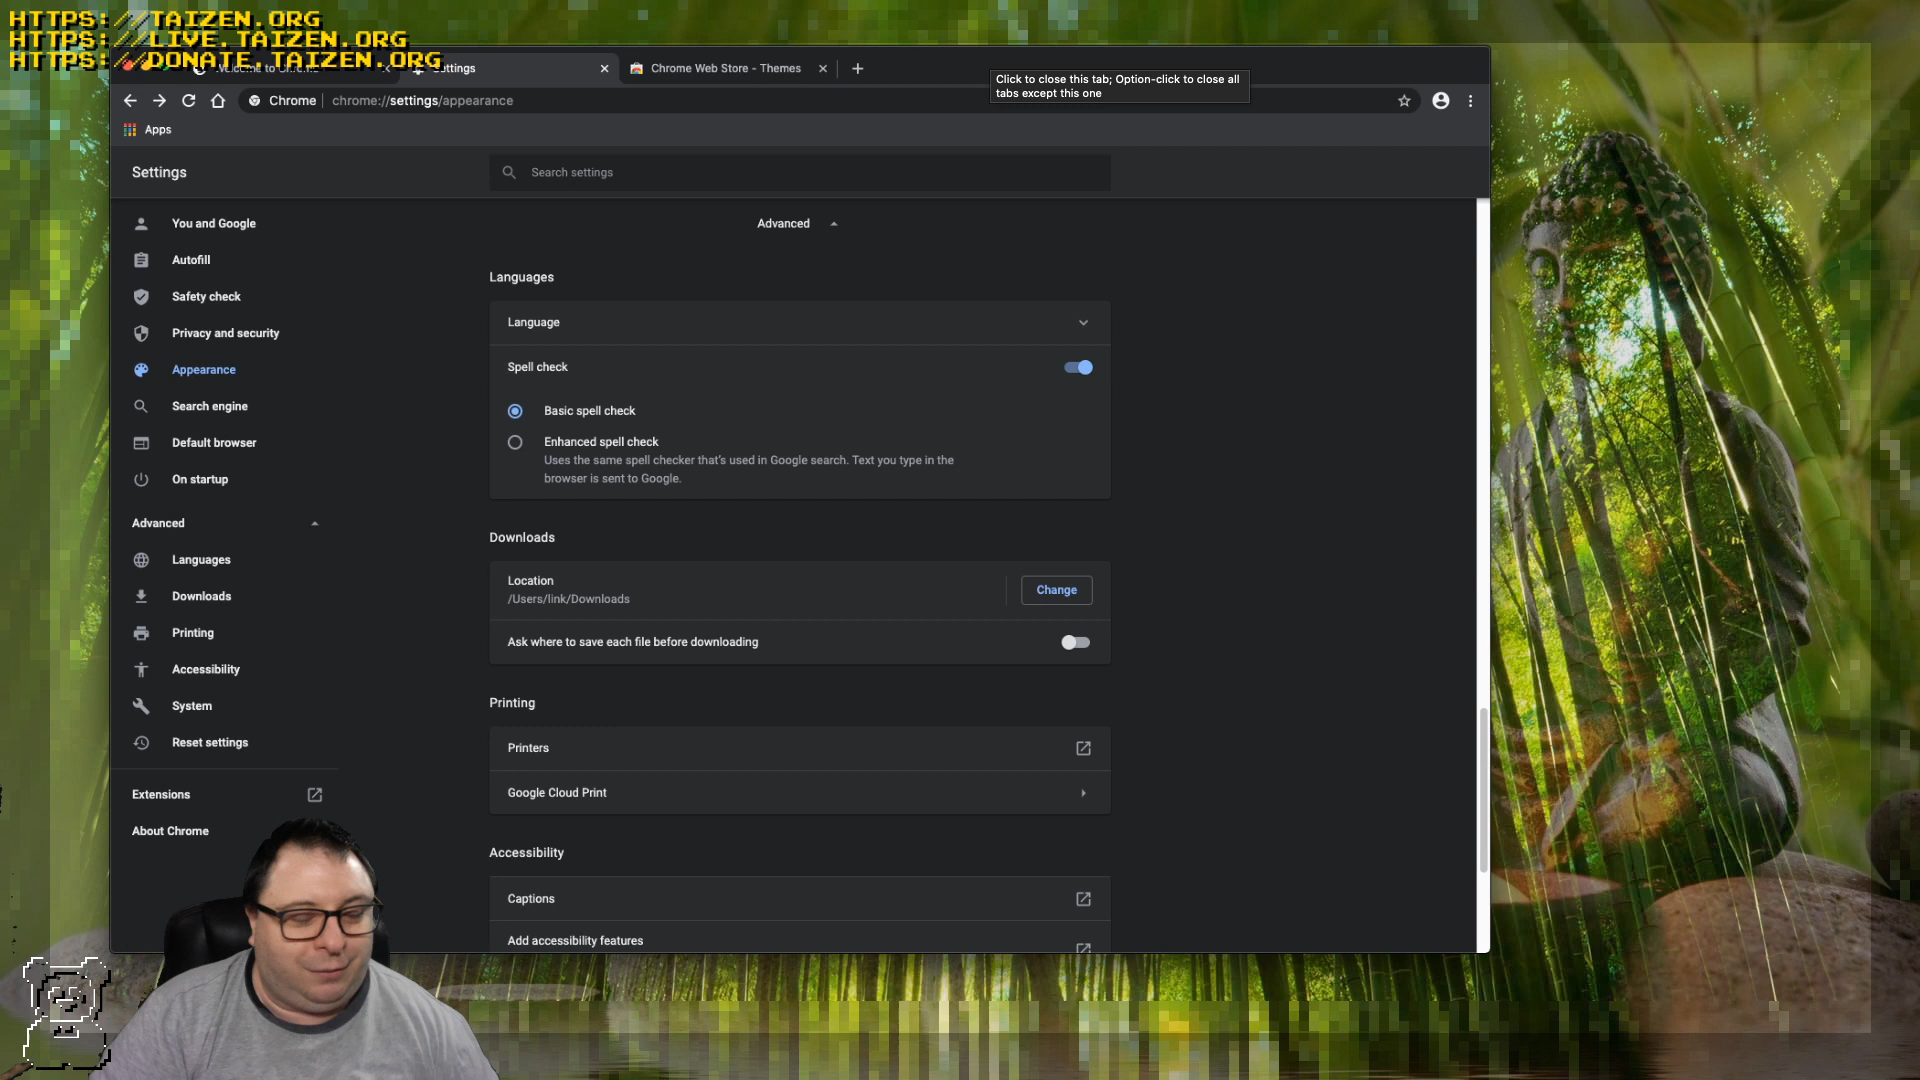 HTTPS://TAIZEN.ORG
HTTPS://LIVE.TAIZEN.ORG
HTTPS://DONATE.TAIZEN.ORG
Welcome to
Settings
Chrome Web Store - Themes
Click to close this tab; Option-click to close all
tabs except this one
Chrome
chrome://settings/appearance
Apps
Settings
Search settings
You and Google
Autofill
Safety check
Privacy and security
Appearance
Search engine
Default browser
On startup
Advanced
Languages
Downloads
Printing
Accessibility
System
Reset settings
Extensions
About Chrome
Advanced
Languages
Language
Spell check
Basic spell check
Enhanced spell check
Uses the same spell checker that's used in Google search. Text you type in the
browser is sent to Google.
Downloads
Location
/Users/link/Downloads
Change
Ask where to save each file before downloading
Printing
Printers
Google Cloud Print
Accessibility
Captions
Add accessibility features